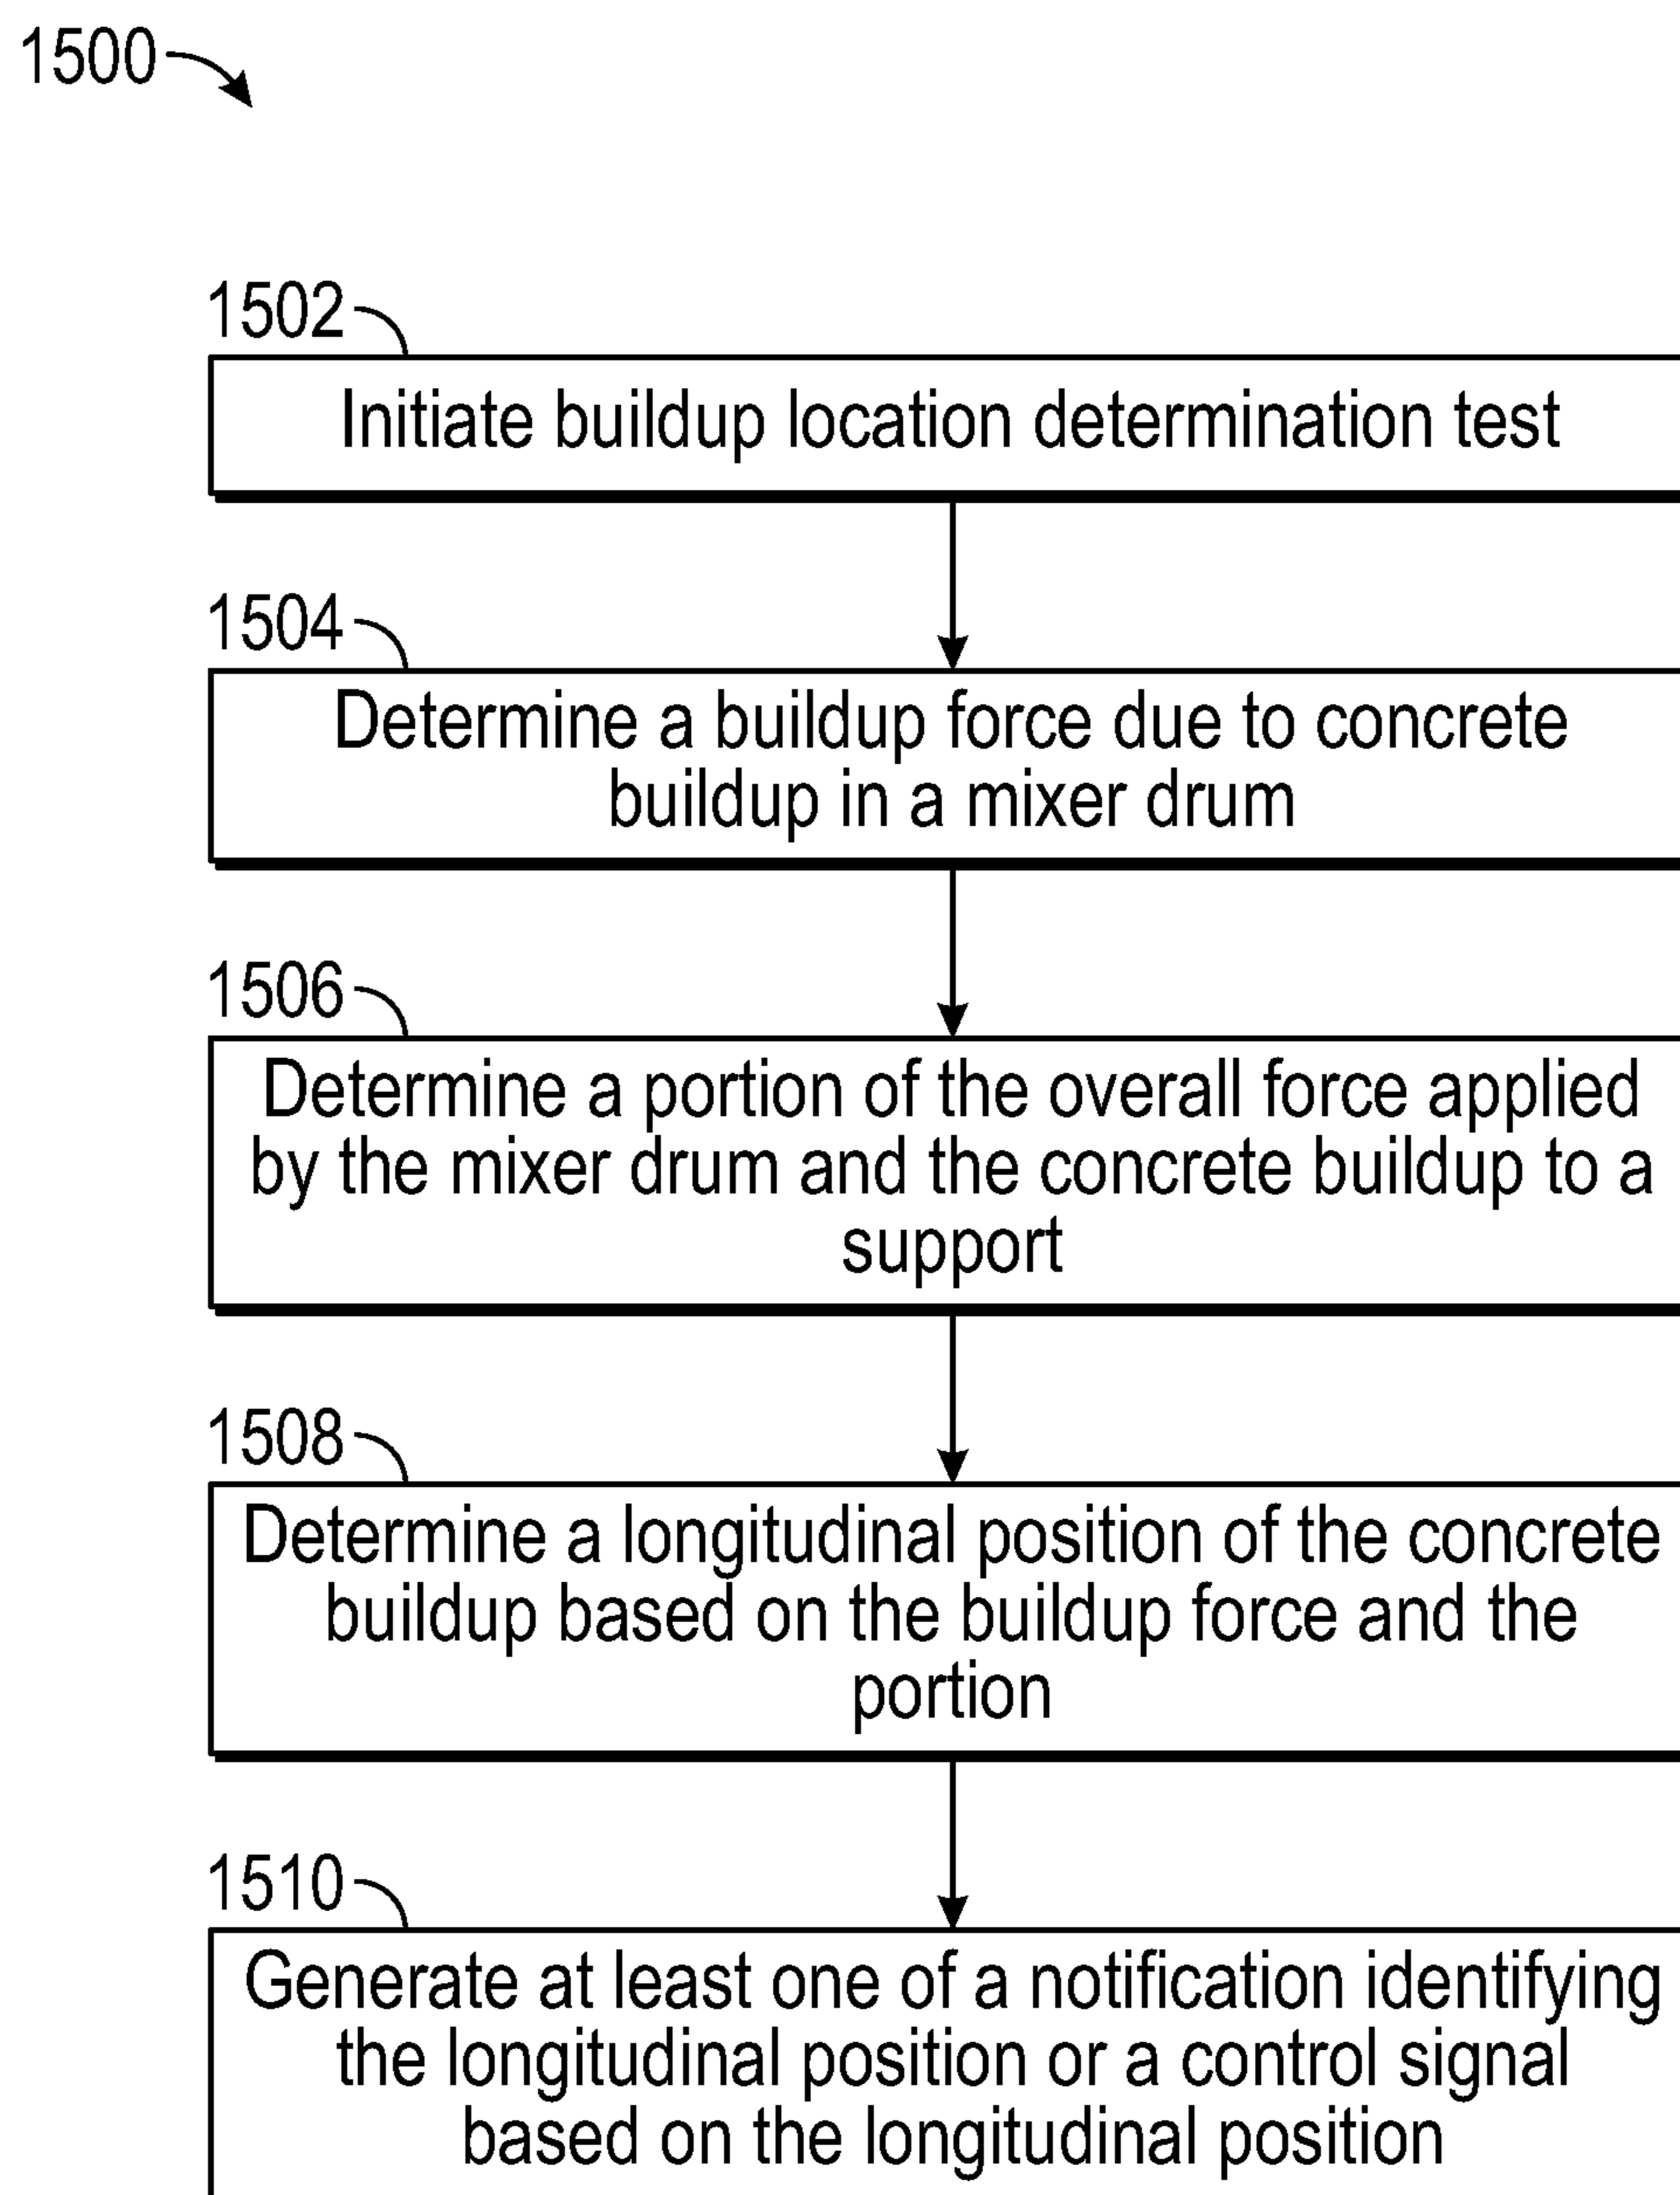 1500
1502
Initiate buildup location determination test
1504
Determine a buildup force due to concrete
buildup in a mixer drum
1506
Determine a portion of the overall force applied
by the mixer drum and the concrete buildup to a
support
1508
Determine a longitudinal position of the concrete
buildup based on the buildup force and the
portion
1510
Generate at least one of a notification identifying
the longitudinal position or a control signal
based on the longitudinal position